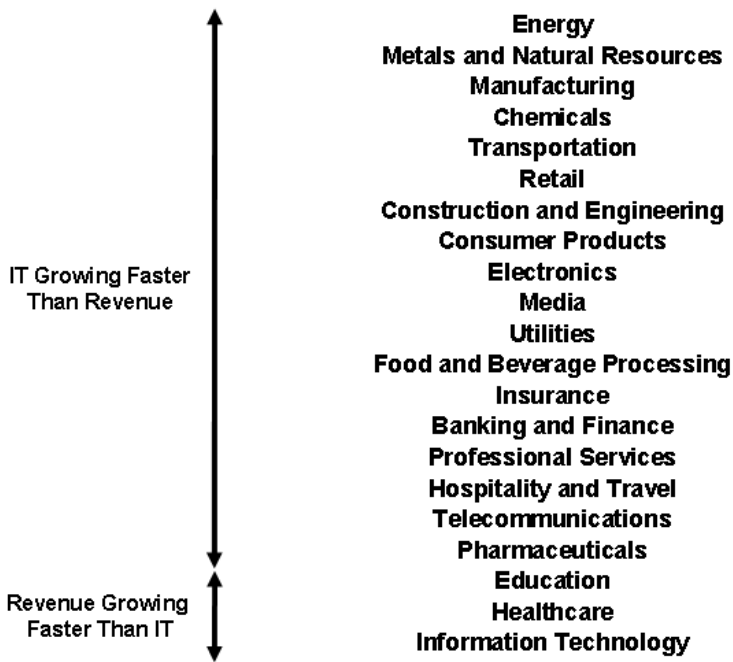 Energy
Metals and Natural Resources
Manufacturing
Chemicals
Transportation
Retail
Construction and Engineering
Consumer Products
Electronics
Media
Utilities
Food and Beverage Processing
Insurance
Banking and Finance
Professional Services
Hospitality and Travel
Telecommunications
Pharmaceuticals
Education
Healthcare
Information Technology
IT Growing Faster
Than Revenue
Revenue Growing
Faster Than IT